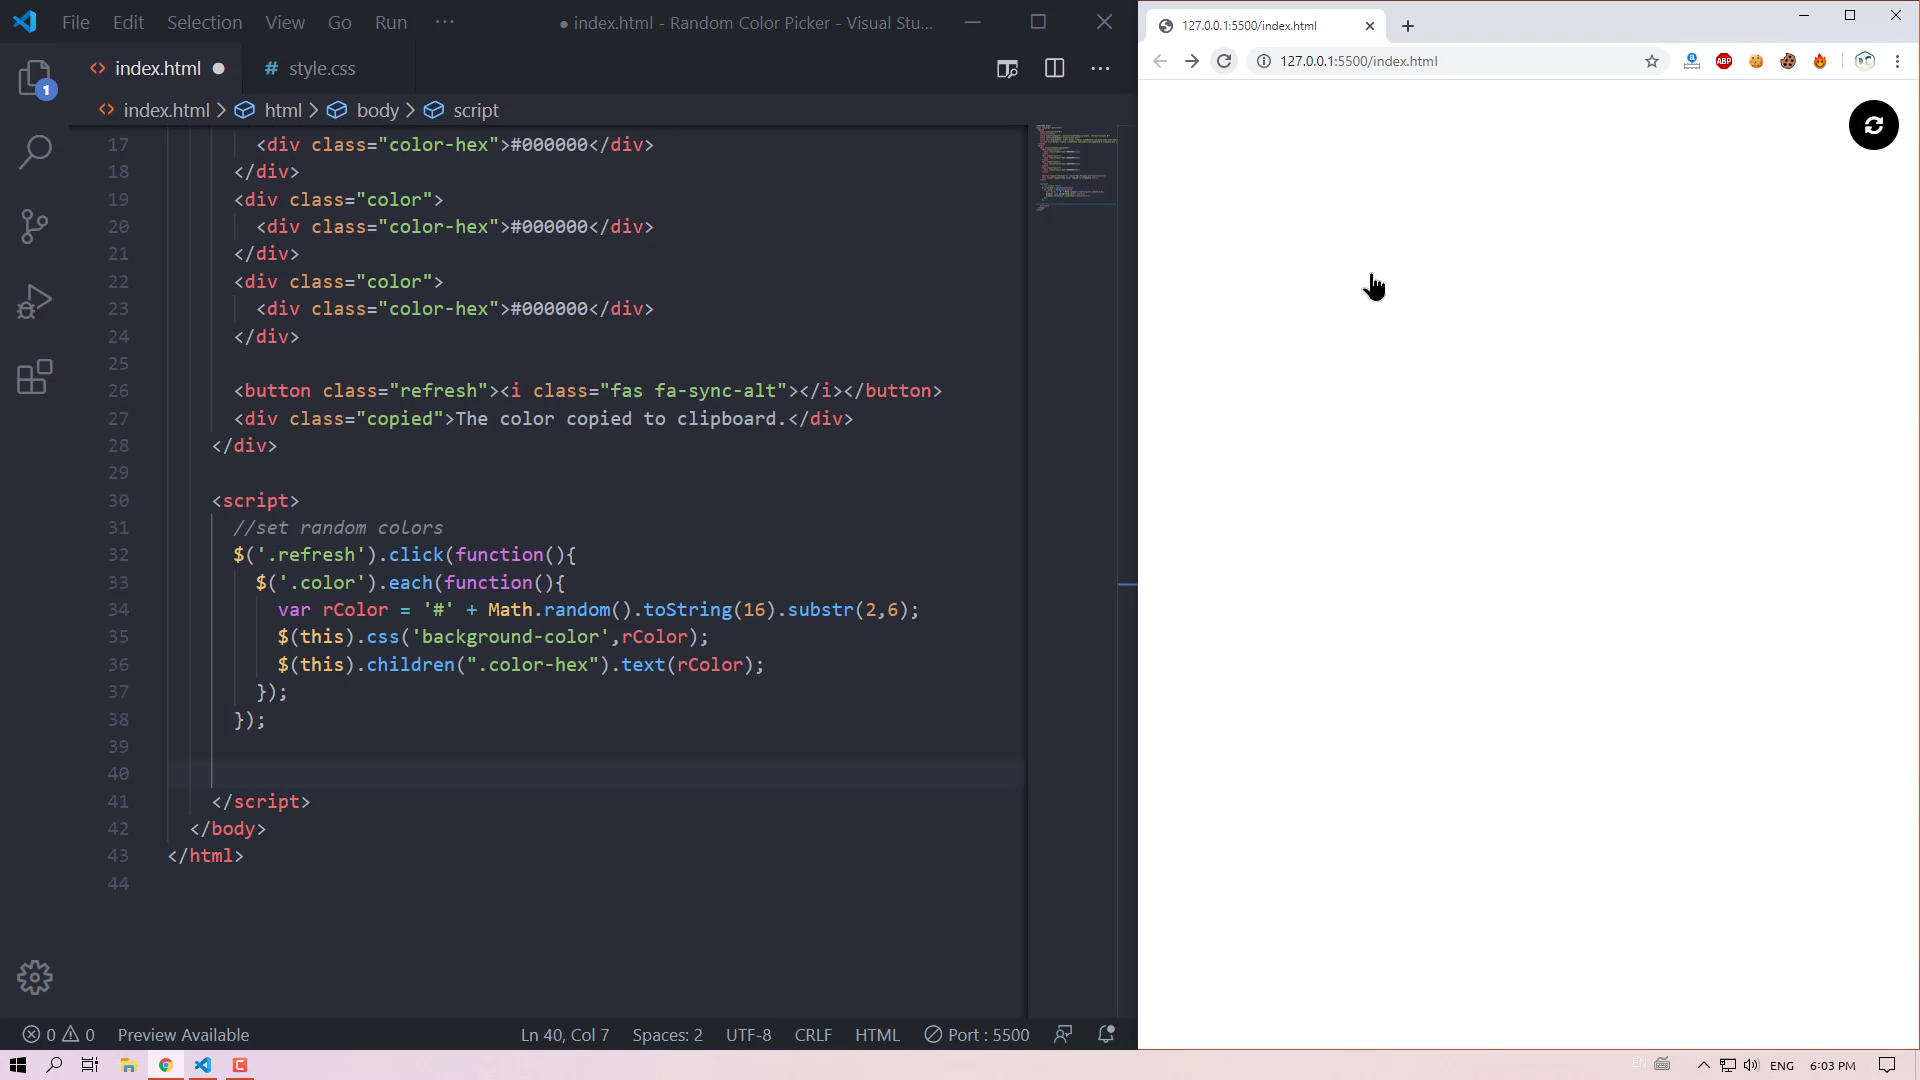 File Edit Selection View Go Run ···
● index.html - Random Color Picker - Visual Stu...
index.html
# style.css
index.html > html > body > script
17 <div class="color-hex">#000000</div>
18 </div>
19 <div class="color">
20 <div class="color-hex">#000000</div>
21 </div>
22 <div class="color">
23 <div class="color-hex">#000000</div>
24 </div>
25
26 <button class="refresh"><i class="fas fa-sync-alt"></i></button>
27 <div class="copied">The color copied to clipboard.</div>
28 </div>
29
30 <script>
31 //set random colors
32 $('.refresh').click(function(){
33 $('.color').each(function(){
34 var rColor = '#' + Math.random().toString(16).substr(2,6);
35 $(this).css('background-color',rColor);
36 $(this).children(".color-hex").text(rColor);
37 });
38 });
39
40
41 </script>
42 </body>
43 </html>
44
1
0 0 Preview Available
Ln 40, Col 7 Spaces: 2 UTF-8 CRLF HTML Port : 5500
127.0.0.1:5500/index.html
127.0.0.1:5500/index.html
ABP
ENG 6:03 PM